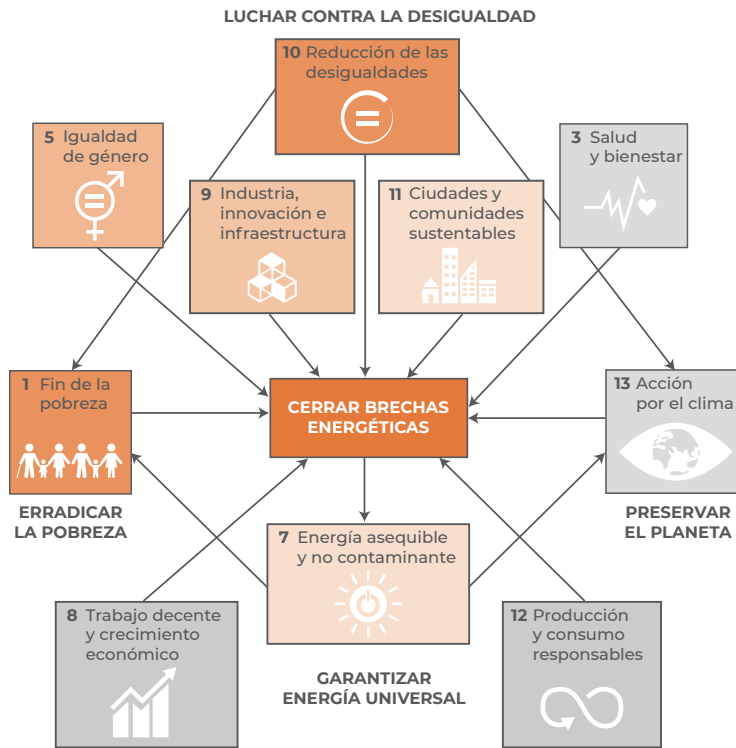 LUCHAR CONTRA LA DESIGUALDAD
10 Reducción de las
desigualdades
5 Igualdad
de género
3 Salud
y bienestar
9 Industria,
innovación e
infraestructura
11 Ciudades y
comunidades
sustentables
1 Fin de la
pobreza
CERRAR BRECHAS
ENERGÉTICAS
13 Acción
por el clima
ERRADICAR
LA POBREZA
7 Energía asequible
y no contaminante
PRESERVAR
EL PLANETA
8 Trabajo decente
y crecimiento
económico
12 Producción
y consumo
responsables
GARANTIZAR
ENERGÍA UNIVERSAL